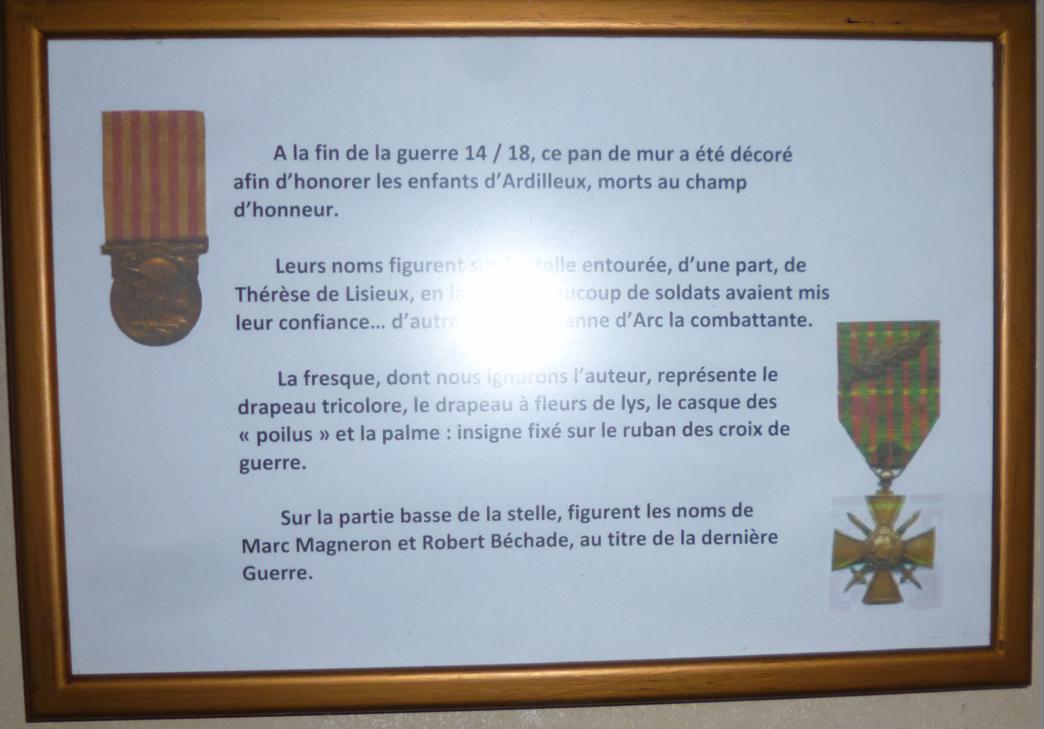 A la fin de la guerre 14 / 18, ce pan de mur a été décoré
afin d’honorer les enfants d’Ardilleux, morts au champ
d’honneur.
Leurs noms figurent sur la stelle entourée, d’une part, de
Thérèse de Lisieux, en beaucoup de soldats avaient mis
leur confiance… d’autre Jeanne d’Arc la combattante.
La fresque, dont nous ignorons l’auteur, représente le
drapeau tricolore, le drapeau à fleurs de lys, le casque des
« poilus » et la palme : insigne fixé sur le ruban des croix de
guerre.
Sur la partie basse de la stelle, figurent les noms de
Marc Magneron et Robert Béchade, au titre de la dernière
Guerre.